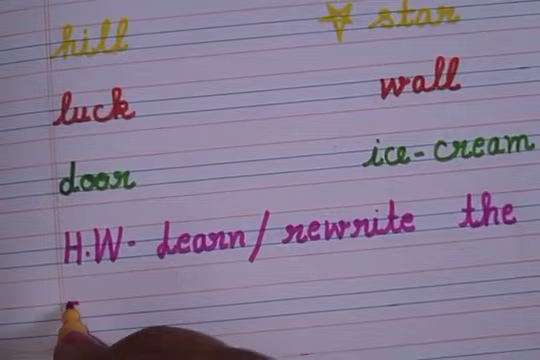 hill star
luck wall
door ice-cream
H.W- Learn/rewrite the